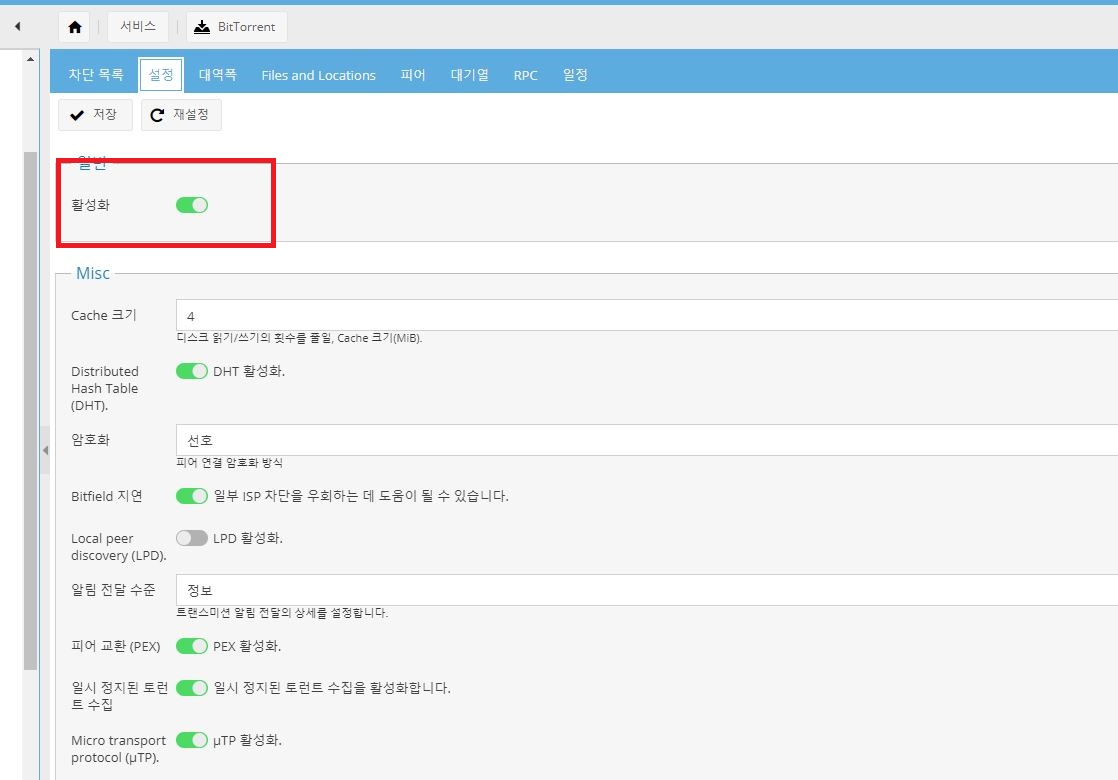 서비스
BitTorrent
차단 목록 설정 대역폭 Files and Locations 피어 대기열 RPC 일정
저장 재설정
일반
활성화
Misc
Cache 크기 4
디스크 읽기/쓰기의 횟수를 줄일, Cache 크기(MiB).
Distributed DHT 활성화.
Hash Table
(DHT).
암호화 선호
피어 연결 암호화 방식
Bitfield 지연 일부 ISP 차단을 우회하는 데 도움이 될 수 있습니다.
Local peer LPD 활성화.
discovery (LPD).
알림 전달 수준 정보
트랜스미션 알림 전달의 상세를 설정합니다.
피어 교환 (PEX) PEX 활성화.
일시 정지된 토런 일시 정지된 토런트 수집을 활성화합니다.
트 수집
Micro transport µTP 활성화.
protocol (µTP).